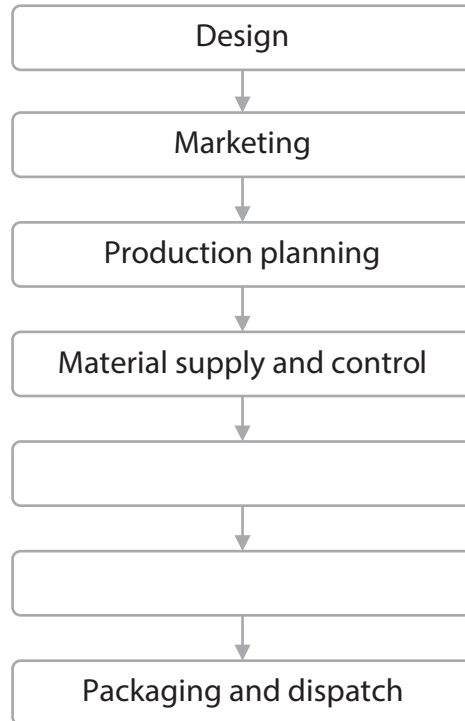 Design
Marketing
Production planning
Material supply and control
Packaging and dispatch